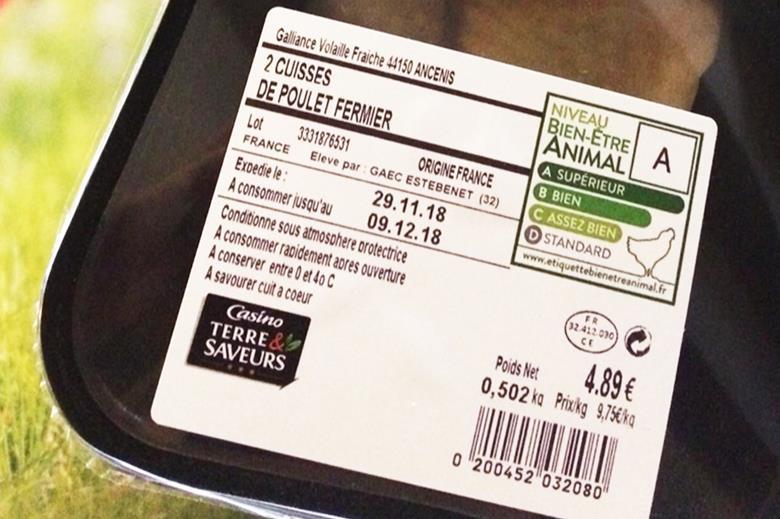 Galliance Volaille Fraiche 44150 ANCENIS
2 CUISSES
DE POULET FERMIER
Lot 3331876531 ORIGINE FRANCE
FRANCE Eleve par : GAEC ESTEBENET (32)
Expedie le : 29.11.18
A consommer jusqu'au 09.12.18
Conditionne sous atmosphere protectrice
A consommer rapidement apres ouverture
A conserver entre 0 et 4o C
A savourer cuit a coeur
Casino
TERRE &
SAVEURS
NIVEAU
BIEN-ÊTRE
ANIMAL
A
A SUPÉRIEUR
B BIEN
C ASSEZ BIEN
D STANDARD
www.etiquettebienetreanimal.fr
FR
32.412.030
CE
Poids Net 4.89 €
0,502 kg Prix/kg 9,75€/kg
0 200452 032080